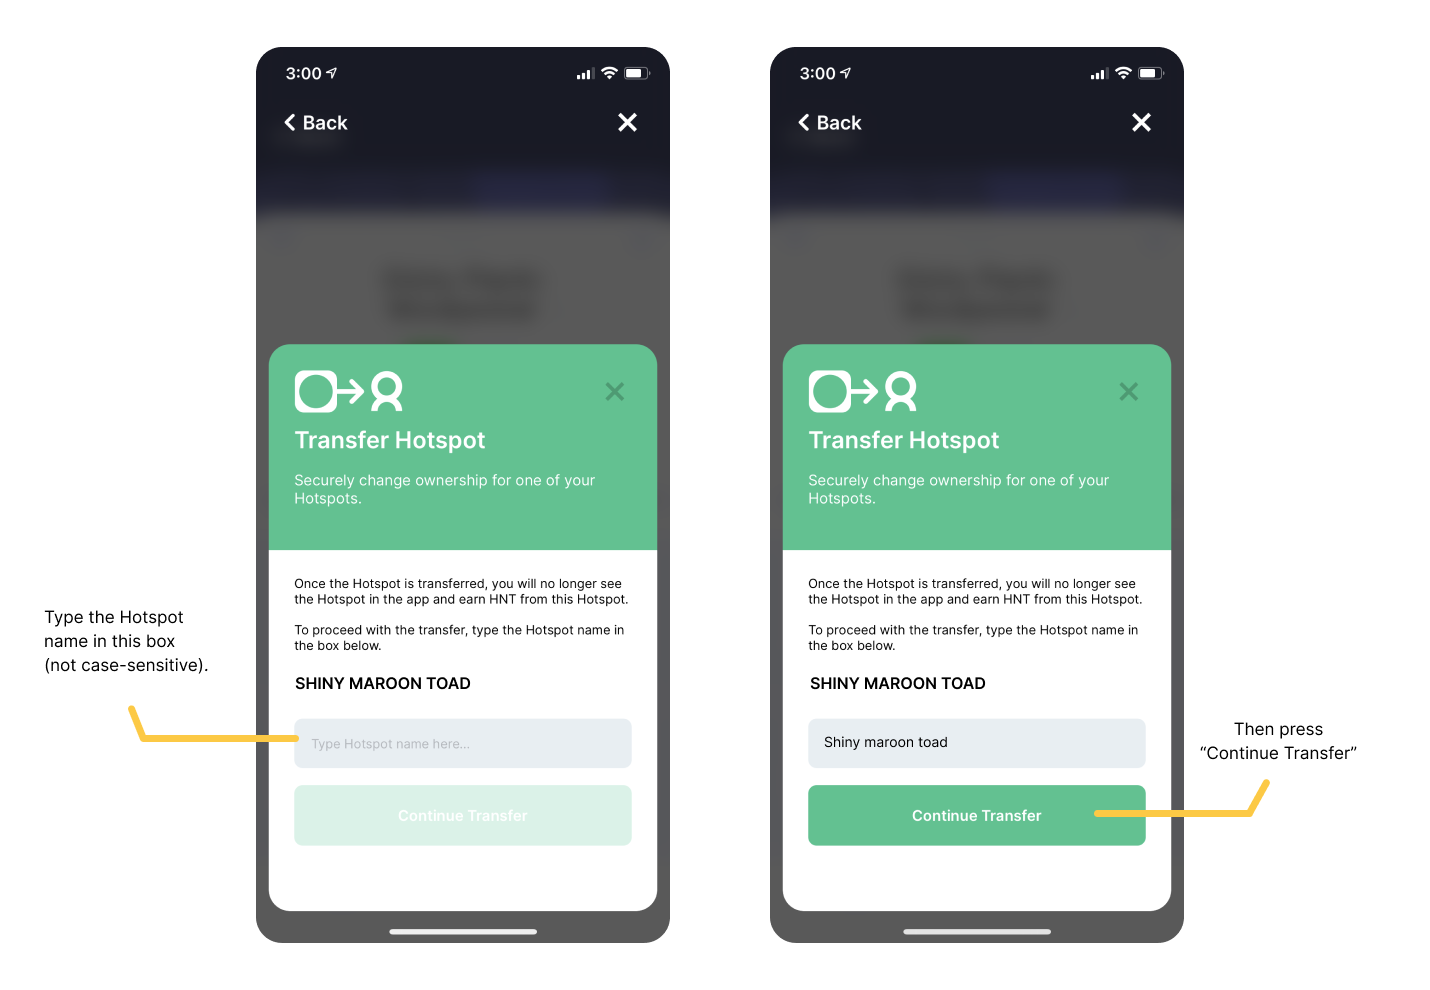 3:00
Back
Transfer Hotspot
Securely change ownership for one of your
Hotspots.
Once the Hotspot is transferred, you will no longer see
the Hotspot in the app and earn HNT from this Hotspot.
To proceed with the transfer, type the Hotspot name in
the box below.
SHINY MAROON TOAD
Type Hotspot name here...
Continue Transfer
Type the Hotspot
name in this box
(not case-sensitive).
3:00
Back
Transfer Hotspot
Securely change ownership for one of your
Hotspots.
Once the Hotspot is transferred, you will no longer see
the Hotspot in the app and earn HNT from this Hotspot.
To proceed with the transfer, type the Hotspot name in
the box below.
SHINY MAROON TOAD
Shiny maroon toad
Continue Transfer
Then press
“Continue Transfer”